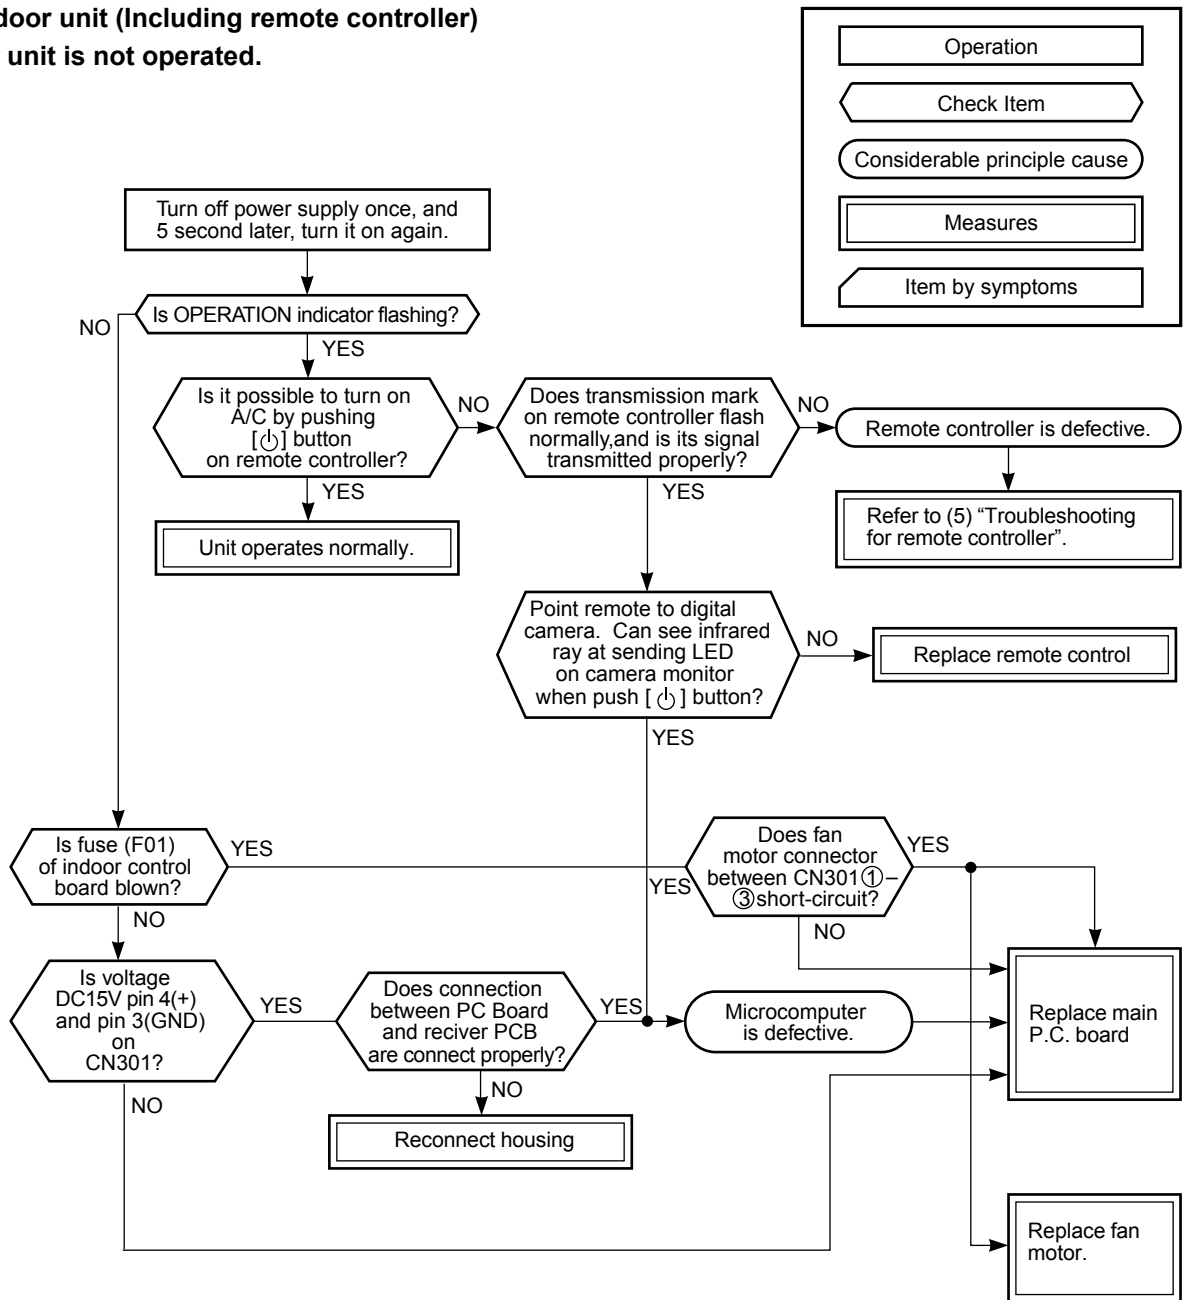 door unit (Including remote controller)
unit is not operated.
Operation
Check Item
Considerable principle cause
Measures
Item by symptoms
Turn off power supply once, and
5 second later, turn it on again.
Is OPERATION indicator flashing?
NO
YES
Is it possible to turn on
A/C by pushing
[⏻] button
on remote controller?
NO
YES
Does transmission mark
on remote controller flash
normally,and is its signal
transmitted properly?
NO
YES
Remote controller is defective.
Refer to (5) “Troubleshooting
for remote controller”.
Unit operates normally.
Point remote to digital
camera. Can see infrared
ray at sending LED
on camera monitor
when push [⏻] button?
NO
YES
Replace remote control
Is fuse (F01)
of indoor control
board blown?
YES
NO
Does fan
motor connector
between CN301①–
③short-circuit?
YES
YES
NO
Is voltage
DC15V pin 4(+)
and pin 3(GND)
on
CN301?
YES
NO
Does connection
between PC Board
and reciver PCB
are connect properly?
YES
NO
Microcomputer
is defective.
Replace main
P.C. board
Reconnect housing
Replace fan
motor.